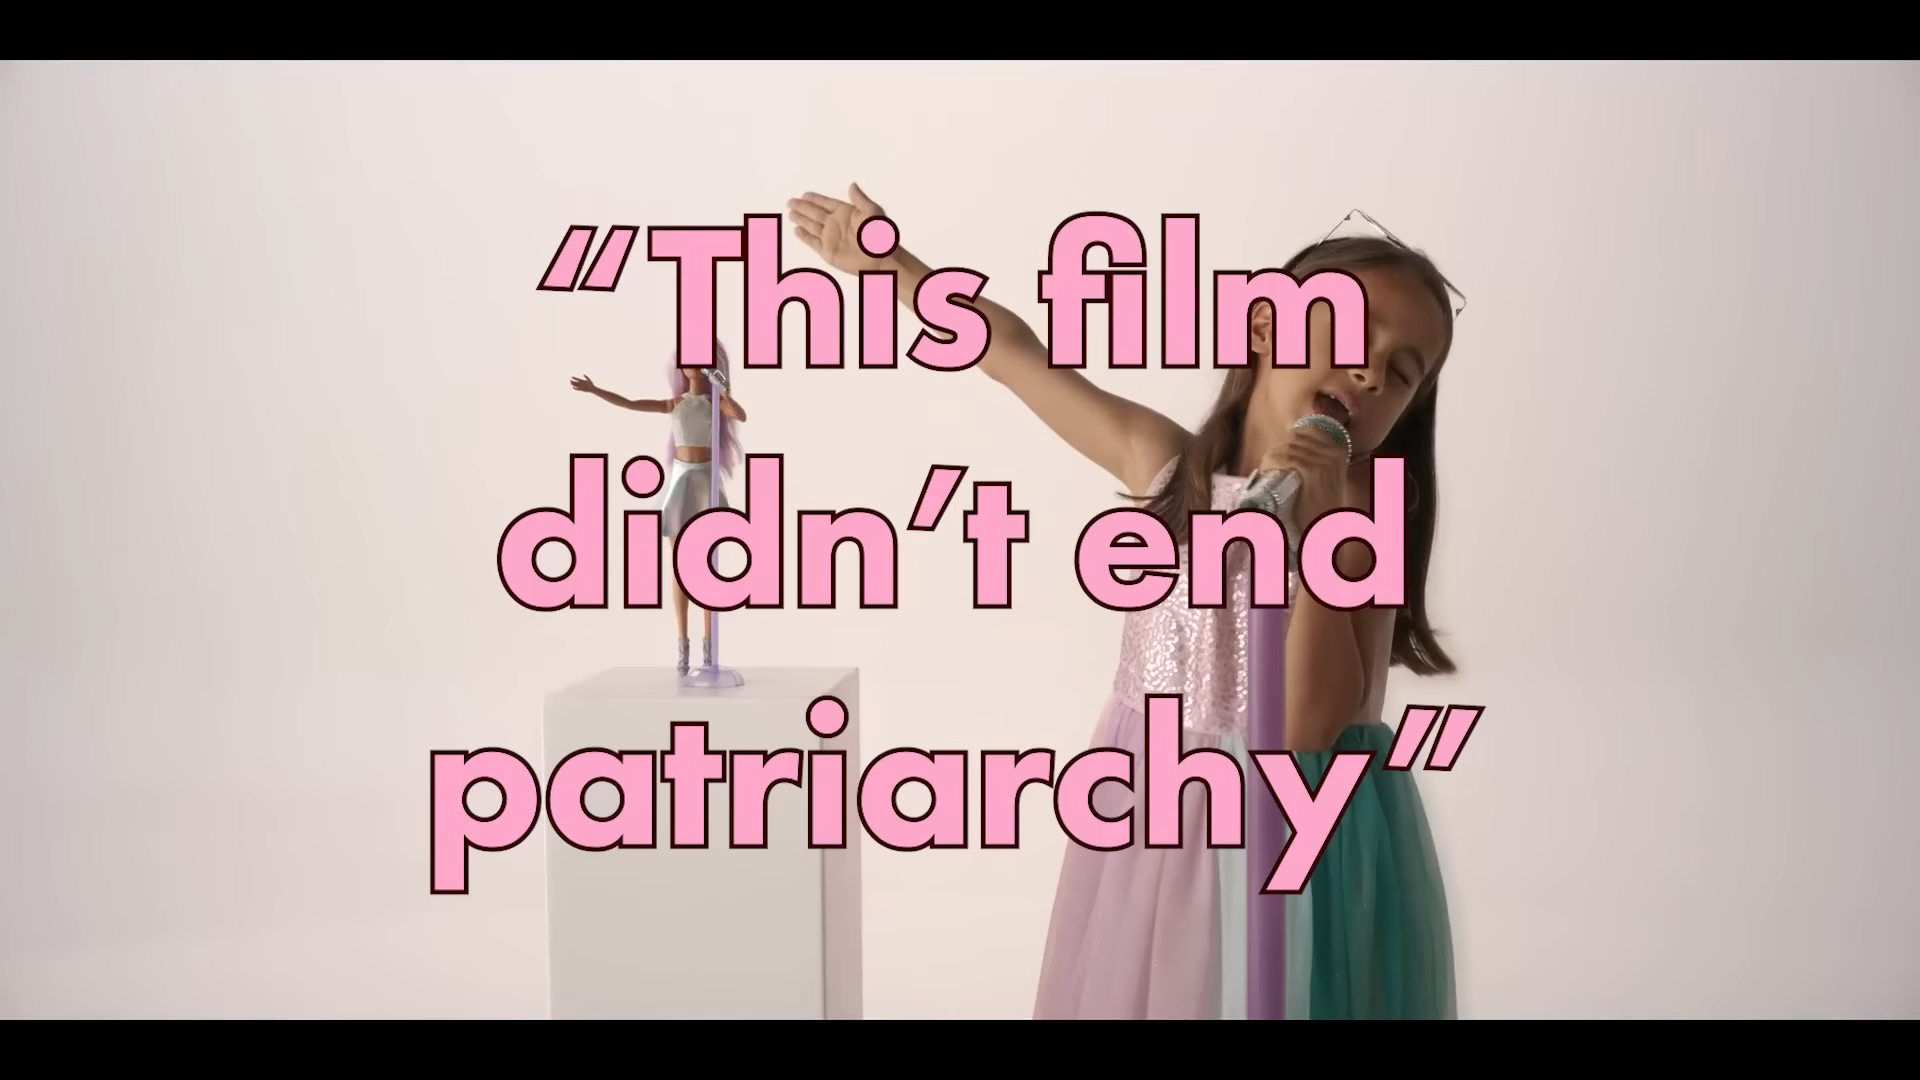 “This film
didn’t end
patriarchy”